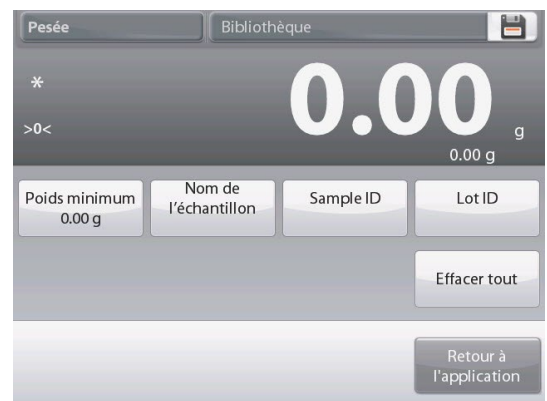 Pesée
Bibliothèque
*
0.00
>0<
g
0.00 g
Poids minimum
0.00 g
Nom de
l'échantillon
Sample ID
Lot ID
Effacer tout
Retour à
l'application